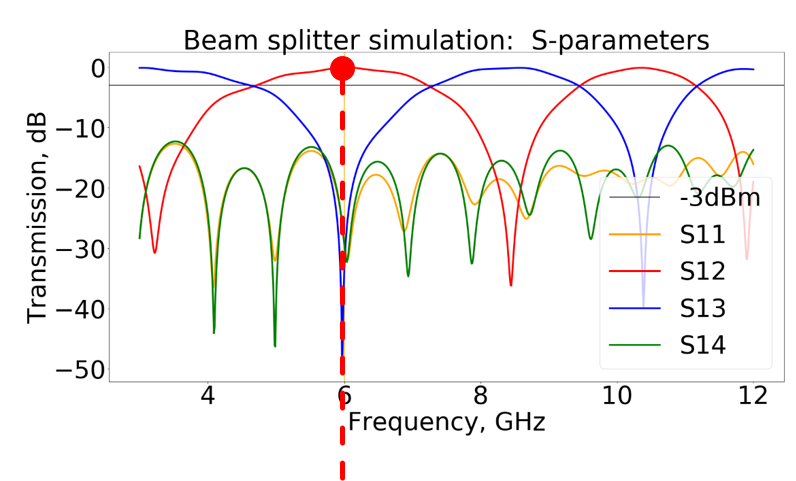 Beam splitter simulation:  S-parameters
Transmission, dB
0
−10
−20
−30
−40
−50
-3dBm
S11
S12
S13
S14
4 6 8 10 12
Frequency, GHz